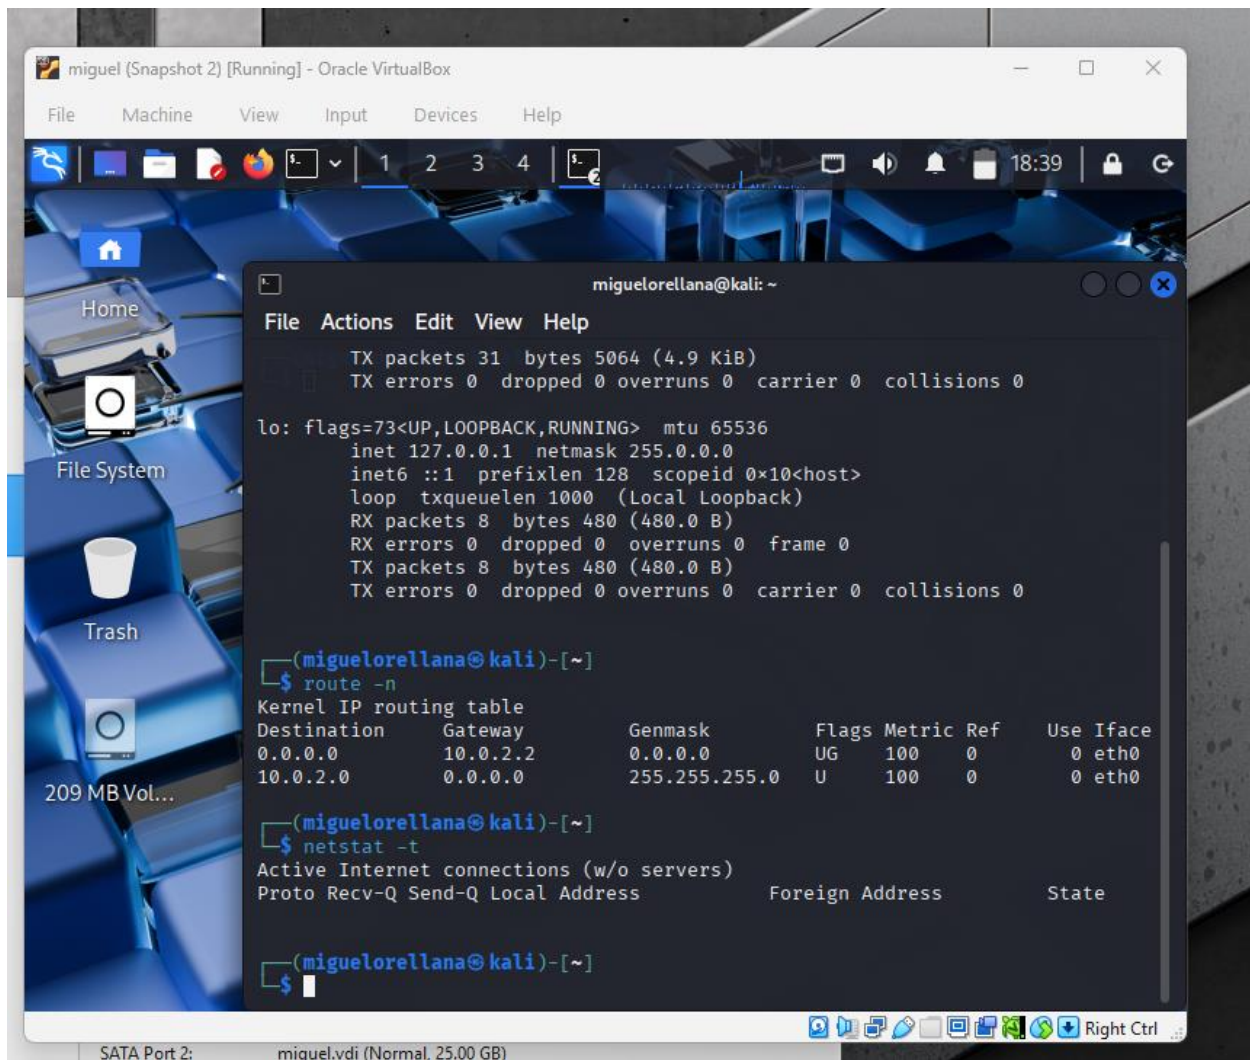 miguel (Snapshot 2) [Running] - Oracle VirtualBox
File Machine View Input Devices Help
1 2 3 4 18:39
Home
File System
Trash
209 MB Vol...
miguelorellana@kali: ~
File Actions Edit View Help
TX packets 31 bytes 5064 (4.9 KiB)
TX errors 0 dropped 0 overruns 0 carrier 0 collisions 0
lo: flags=73<UP,LOOPBACK,RUNNING> mtu 65536
inet 127.0.0.1 netmask 255.0.0.0
inet6 ::1 prefixlen 128 scopeid 0×10<host>
loop txqueuelen 1000 (Local Loopback)
RX packets 8 bytes 480 (480.0 B)
RX errors 0 dropped 0 overruns 0 frame 0
TX packets 8 bytes 480 (480.0 B)
TX errors 0 dropped 0 overruns 0 carrier 0 collisions 0
┌──(miguelorellana㉿kali)-[~]
└─$ route -n
Kernel IP routing table
Destination Gateway Genmask Flags Metric Ref Use Iface
0.0.0.0 10.0.2.2 0.0.0.0 UG 100 0 0 eth0
10.0.2.0 0.0.0.0 255.255.255.0 U 100 0 0 eth0
┌──(miguelorellana㉿kali)-[~]
└─$ netstat -t
Active Internet connections (w/o servers)
Proto Recv-Q Send-Q Local Address Foreign Address State
┌──(miguelorellana㉿kali)-[~]
└─$
Right Ctrl
SATA Port 2: miguel.vdi (Normal, 25.00 GB)